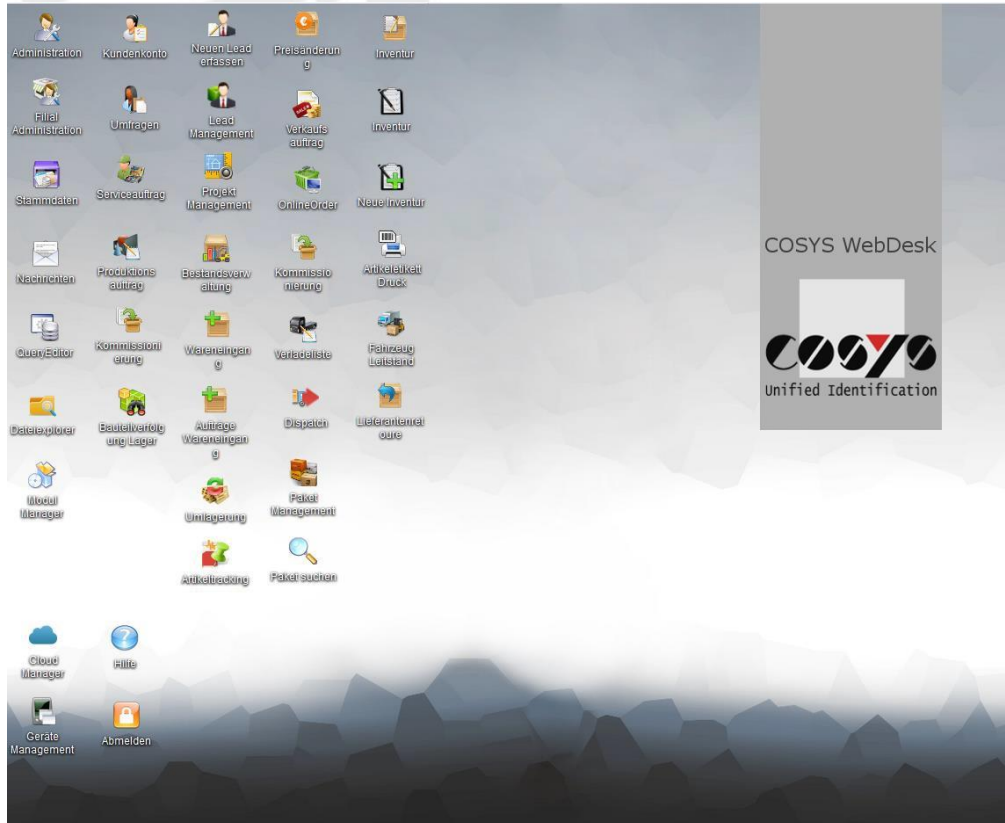 Administration
Kundenkonto
Neuen Lead
erfassen
Preisänderun
g
Inventur
Filial
Administration
Umfragen
Lead
Management
Verkaufs
auftrag
Inventur
Stammdaten
Serviceauftrag
Projekt
Management
OnlineOrder
Neue Inventur
Nachrichten
Produktions
auftrag
Bestandsverw
altung
Kommissio
nierung
Artikeletikett
Druck
QueryEditor
Kommissioni
erung
Wareneingan
g
Verladeliste
Fahrzeug
Leitstand
Dateiexplorer
Bauteilverfolg
ung Lager
Aufträge
Wareneingan
g
Dispatch
Lieferantenret
oure
Modul
Manager
Umlagerung
Paket
Management
Artikeltracking
Paket suchen
Cloud
Manager
Hilfe
Geräte
Management
Abmelden
COSYS WebDesk
COSYS
Unified Identification